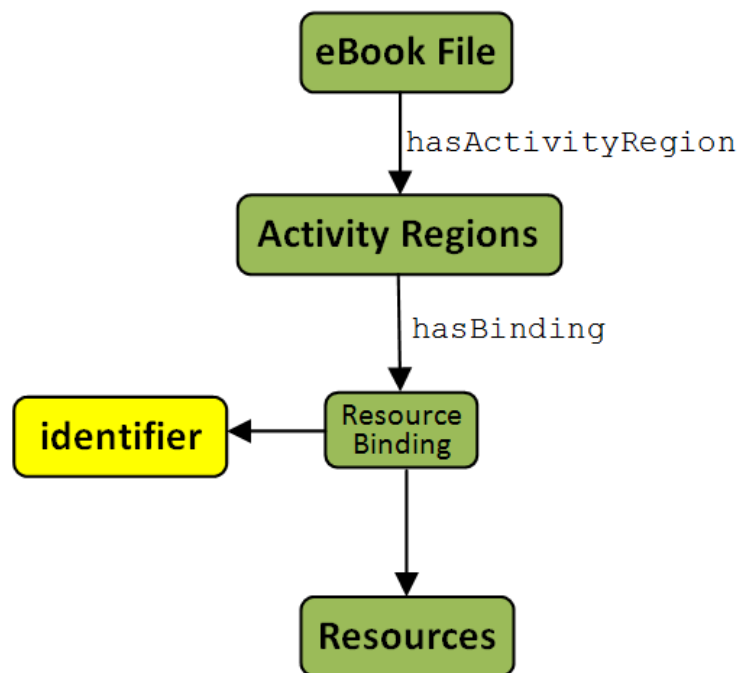 eBook File
hasActivityRegion
Activity Regions
hasBinding
Resource
Binding
identifier
Resources